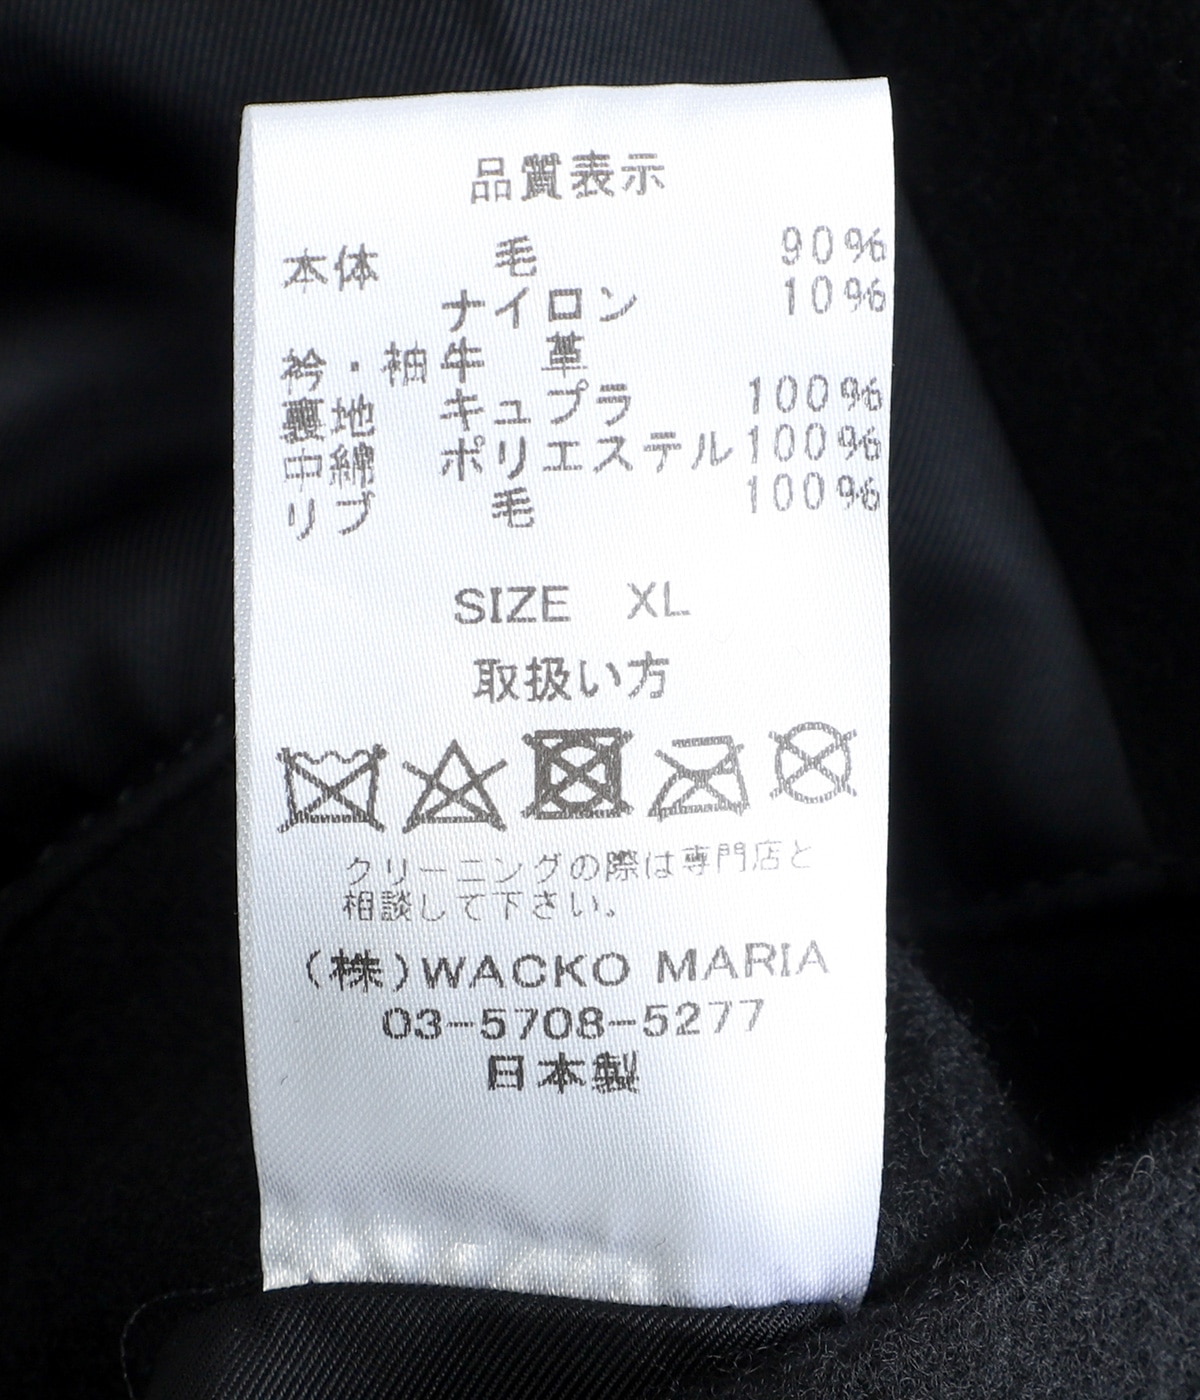 品質表示
本体 毛 90%
ナイロン 10%
衿・袖 牛 革
裏地 キュプラ 100%
中綿 ポリエステル 100%
リブ 毛 100%
SIZE XL
取扱い方
クリーニングの際は専門店と
相談して下さい。
(株)WACKO MARIA
03-5708-5277
日本製